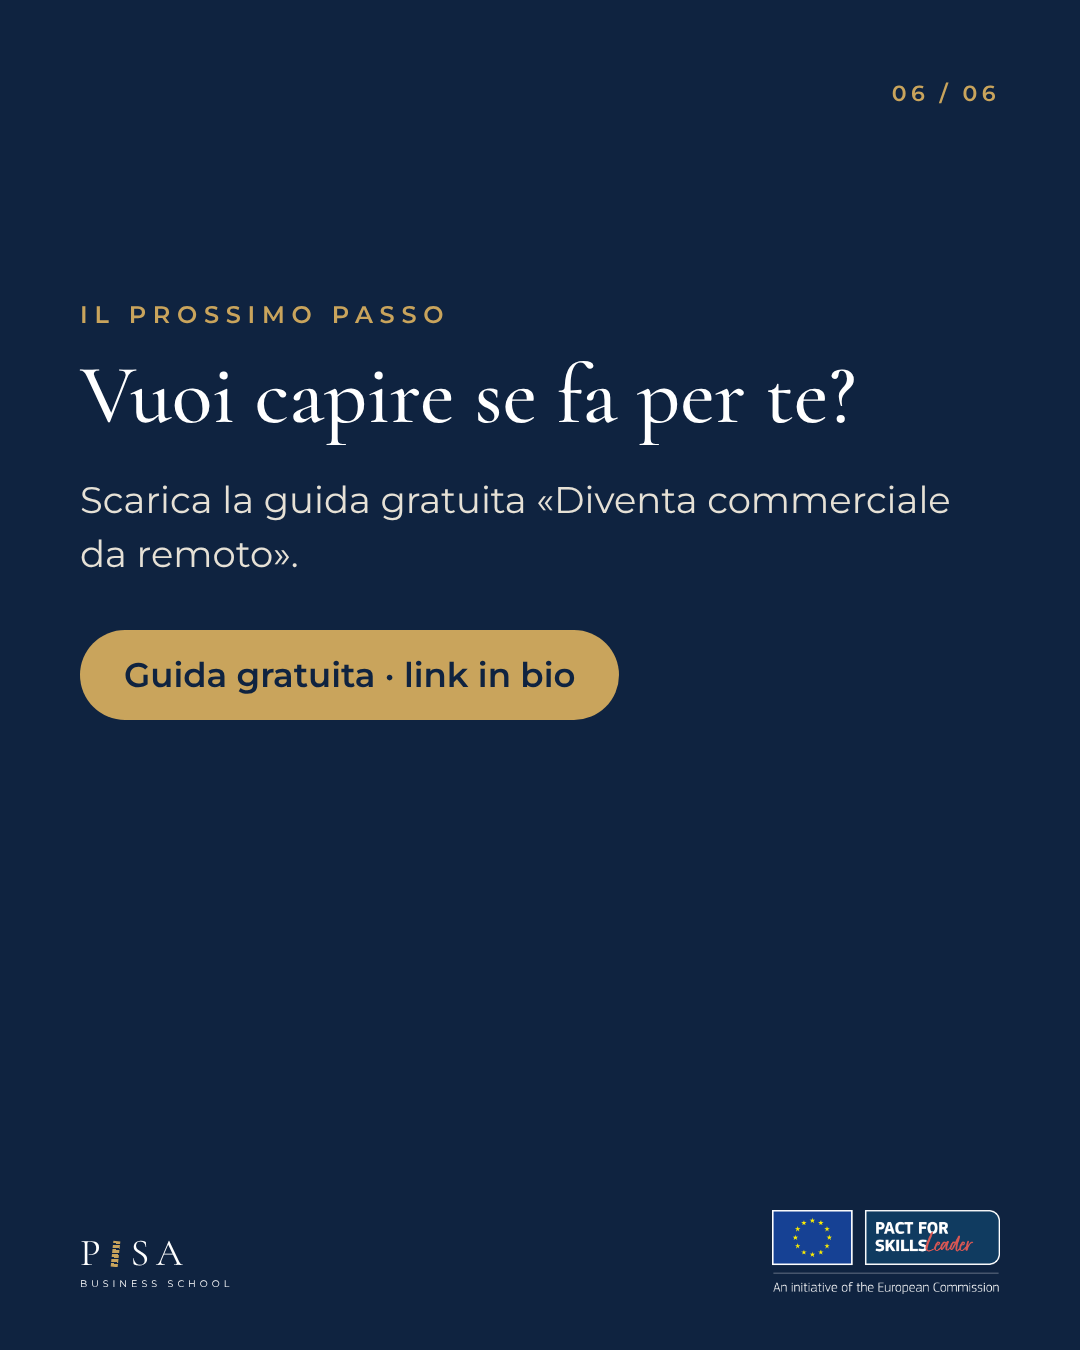 06 / 06
IL PROSSIMO PASSO
Vuoi capire se fa per te?
Scarica la guida gratuita «Diventa commerciale
da remoto».
Guida gratuita · link in bio
PISA
BUSINESS SCHOOL
PACT FOR
SKILLS Leader
An initiative of the European Commission